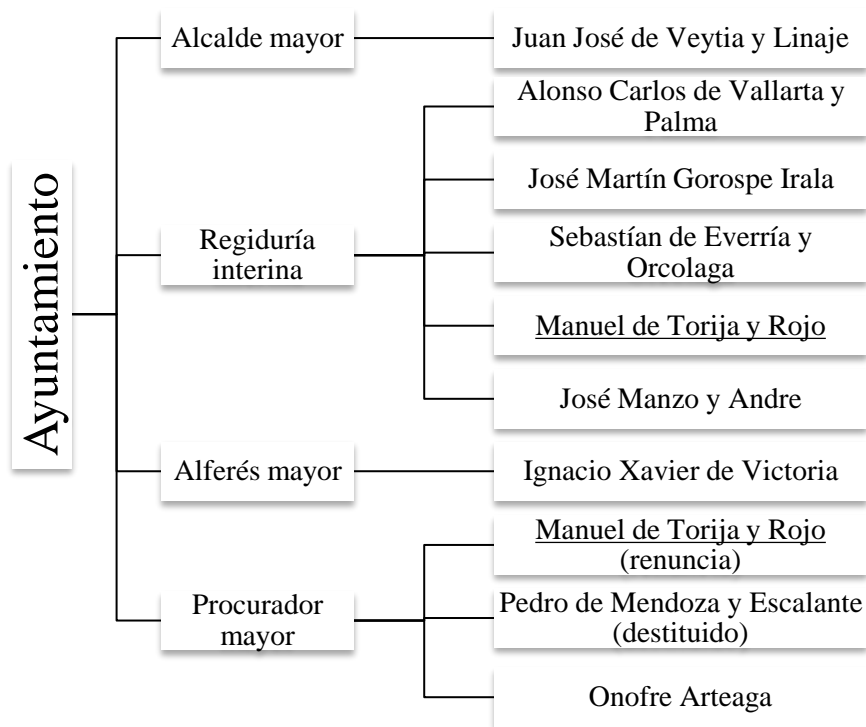 Ayuntamiento
Alcalde mayor
Juan José de Veytia y Linaje
Regiduría
interina
Alonso Carlos de Vallarta y
Palma
José Martín Gorospe Irala
Sebastían de Everría y
Orcolaga
Manuel de Torija y Rojo
José Manzo y Andre
Alferés mayor
Ignacio Xavier de Victoria
Procurador
mayor
Manuel de Torija y Rojo
(renuncia)
Pedro de Mendoza y Escalante
(destituido)
Onofre Arteaga